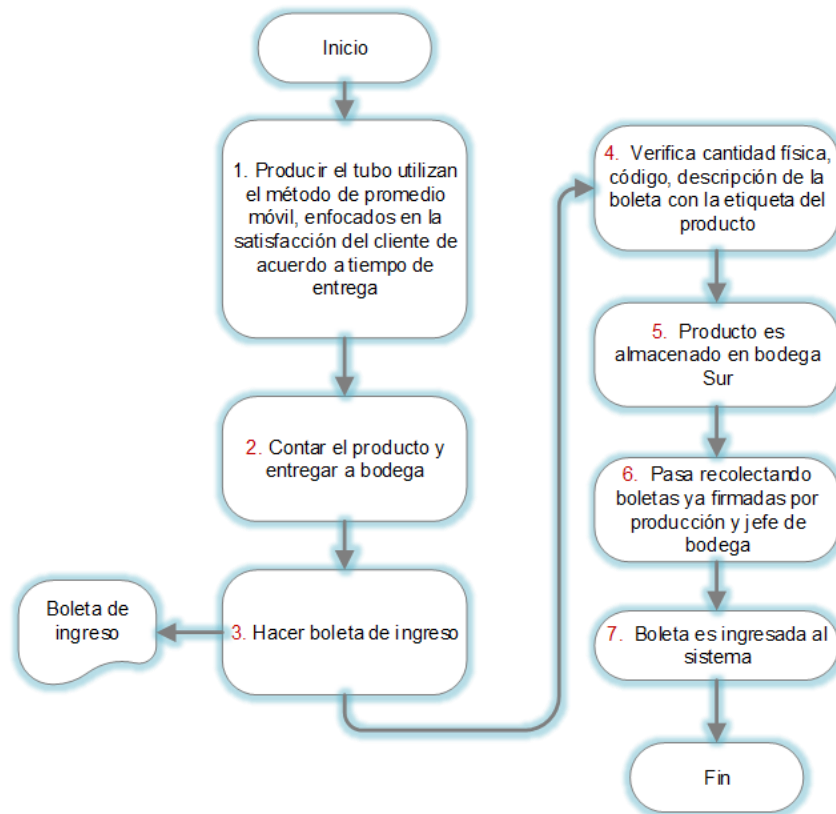 Inicio
1. Producir el tubo utilizan
el método de promedio
móvil, enfocados en la
satisfacción del cliente de
acuerdo a tiempo de
entrega
2. Contar el producto y
entregar a bodega
3. Hacer boleta de ingreso
Boleta de
ingreso
4. Verifica cantidad física,
código, descripción de la
boleta con la etiqueta del
producto
5. Producto es
almacenado en bodega
Sur
6. Pasa recolectando
boletas ya firmadas por
producción y jefe de
bodega
7. Boleta es ingresada al
sistema
Fin